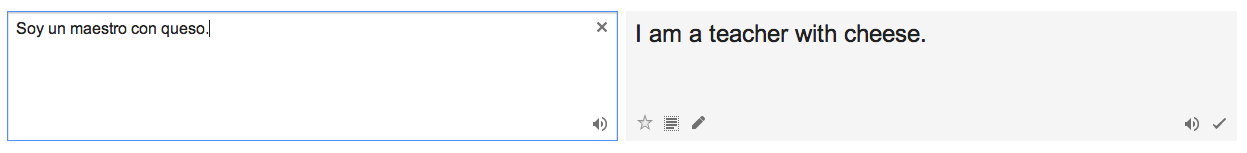 Soy un maestro con queso.
I am a teacher with cheese.